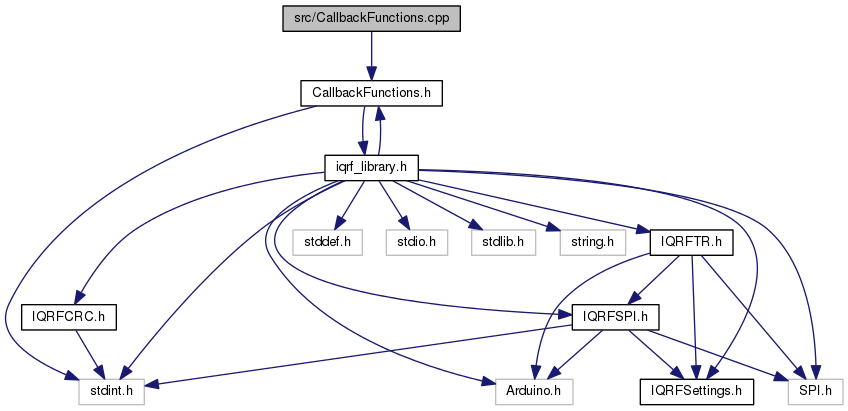 src/CallbackFunctions.cpp
CallbackFunctions.h
iqrf_library.h
stddef.h
stdio.h
stdlib.h
string.h
IQRFTR.h
IQRFCRC.h
IQRFSPI.h
stdint.h
Arduino.h
IQRFSettings.h
SPI.h